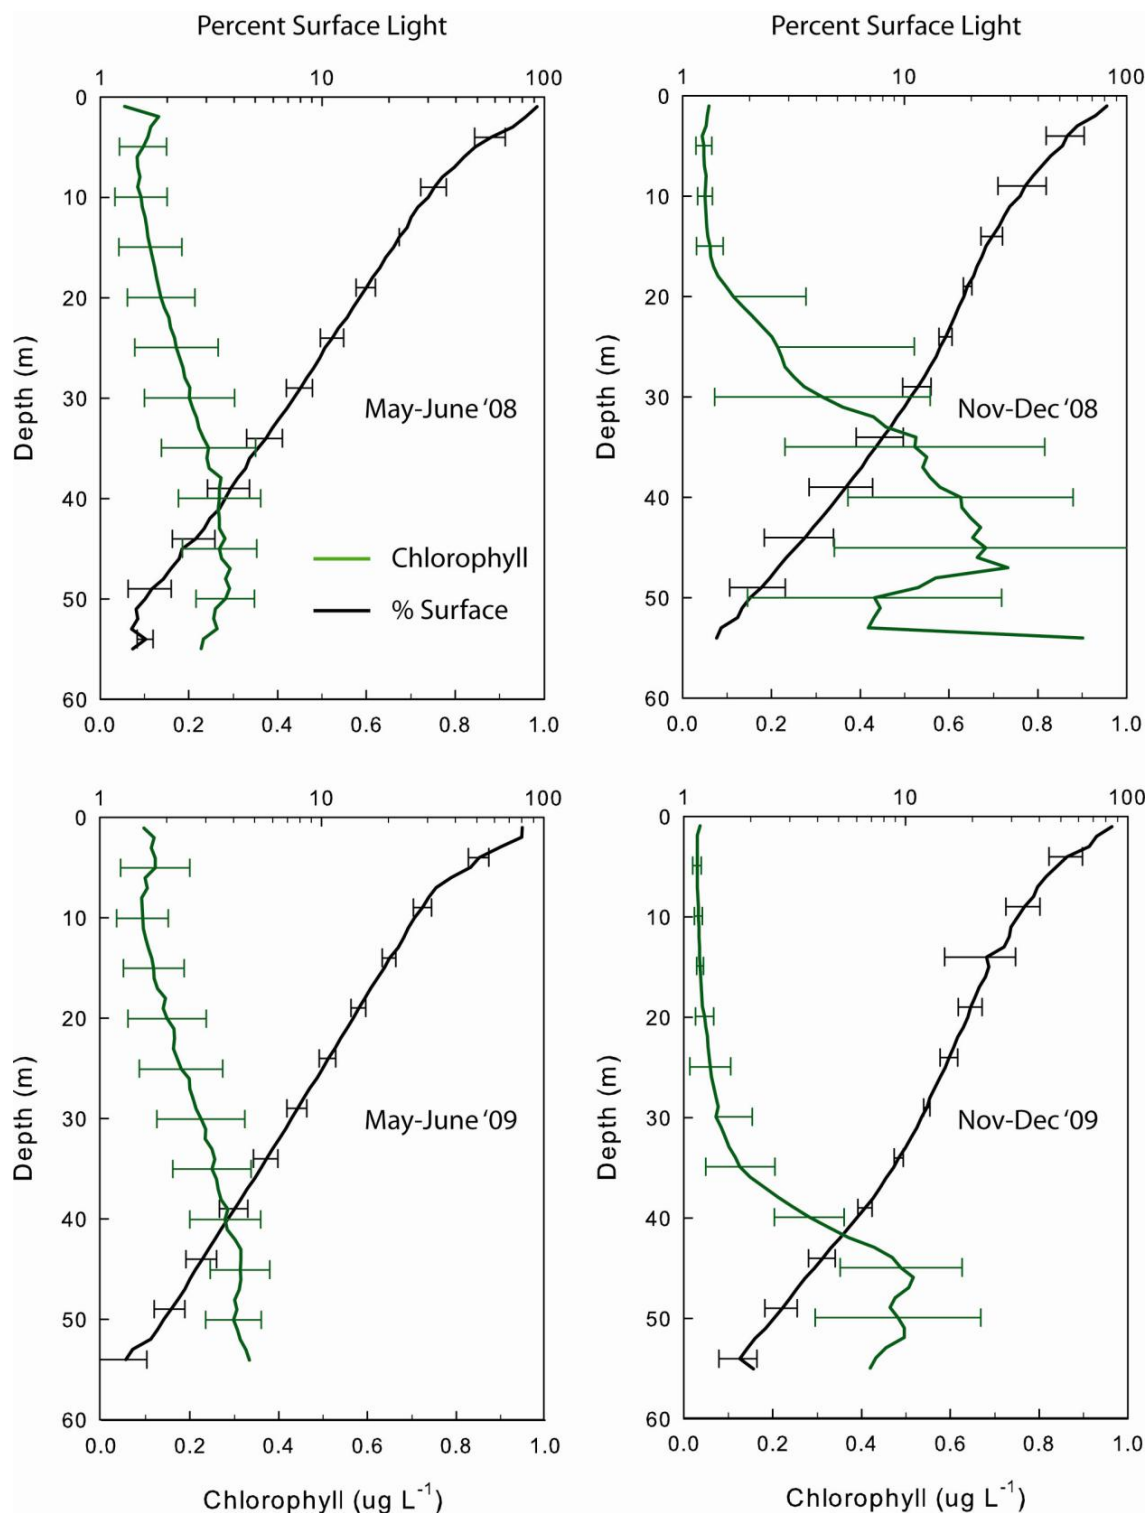 Percent Surface Light
Percent Surface Light
1 10 100
1 10 100
0
10
20
30
40
50
60
Depth (m)
May-June ‘08
Chlorophyll
% Surface
0.0 0.2 0.4 0.6 0.8 1.0
0
10
20
30
40
50
60
Depth (m)
Nov-Dec ‘08
0.0 0.2 0.4 0.6 0.8 1.0
1 10 100
0
10
20
30
40
50
60
Depth (m)
May-June ‘09
0.0 0.2 0.4 0.6 0.8 1.0
Chlorophyll (ug L⁻¹)
1 10 100
0
10
20
30
40
50
60
Depth (m)
Nov-Dec ‘09
0.0 0.2 0.4 0.6 0.8 1.0
Chlorophyll (ug L⁻¹)